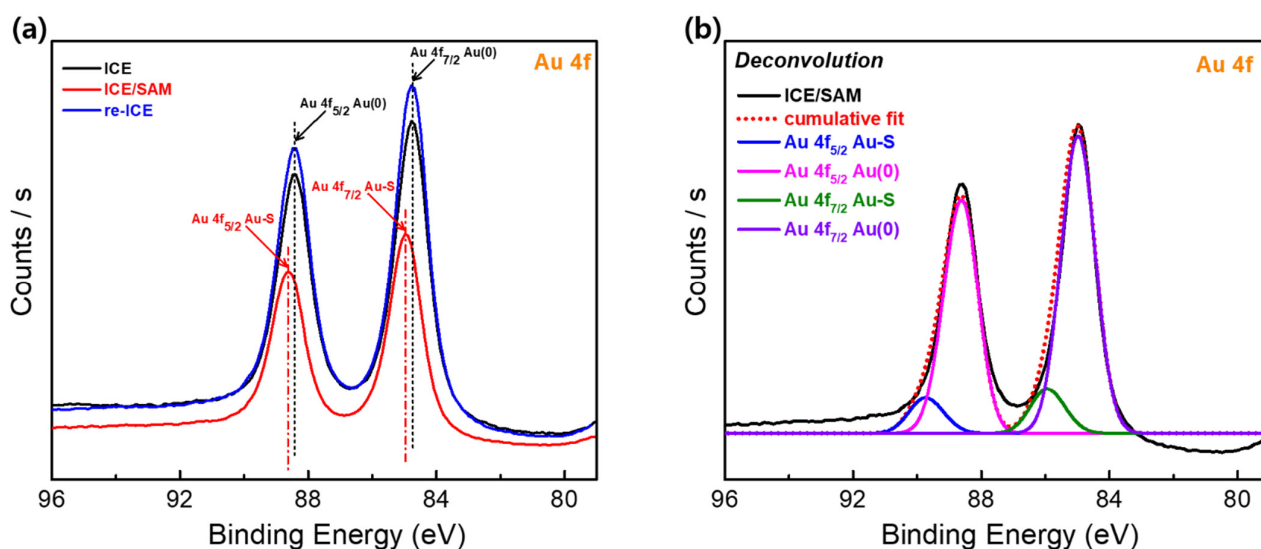 (a)
Au 4f
ICE
ICE/SAM
re-ICE
Au 4f7/2 Au(0)
Au 4f5/2 Au(0)
Au 4f7/2 Au-S
Au 4f5/2 Au-S
Counts / s
96 92 88 84 80
Binding Energy (eV)
(b)
Deconvolution
Au 4f
ICE/SAM
cumulative fit
Au 4f5/2 Au-S
Au 4f5/2 Au(0)
Au 4f7/2 Au-S
Au 4f7/2 Au(0)
Counts / s
96 92 88 84 80
Binding Energy (eV)